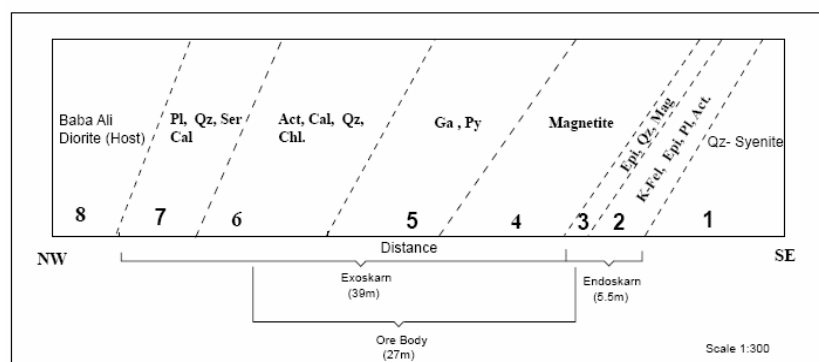 Baba Ali
Diorite (Host)
Pl, Qz, Ser
Cal
Act, Cal, Qz,
Chl.
Ga , Py
Magnetite
Epi, Qz, Mag
K-Fel, Epi, Pl, Act.
Qz- Syenite
8
7
6
5
4
3
2
1
NW
Distance
SE
Exoskarn
(39m)
Endoskarn
(5.5m)
Ore Body
(27m)
Scale 1:300